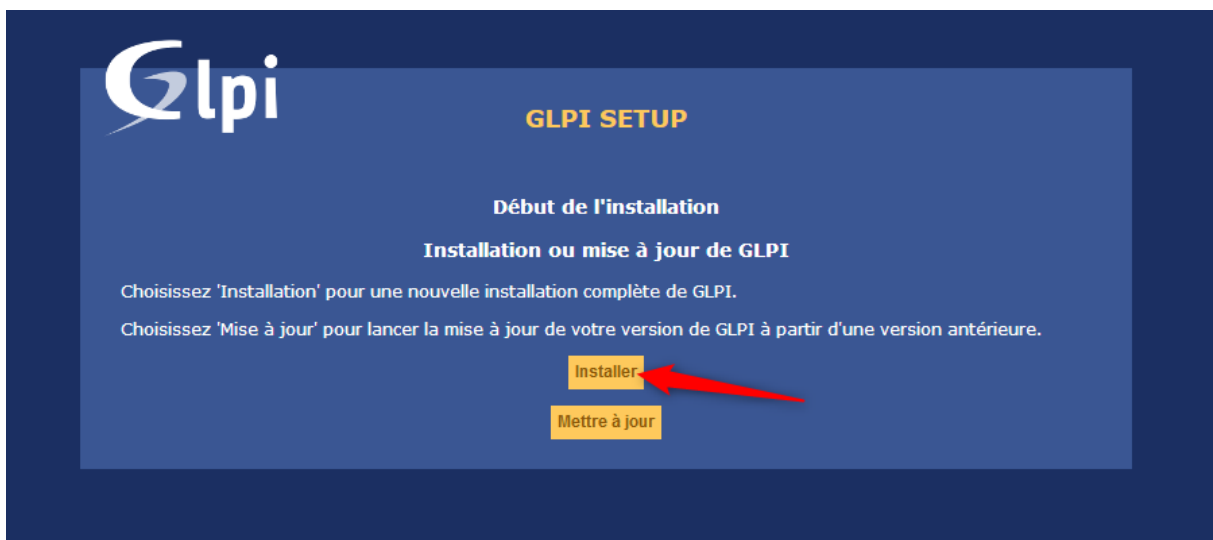 Glpi
GLPI SETUP
Début de l'installation
Installation ou mise à jour de GLPI
Choisissez 'Installation' pour une nouvelle installation complète de GLPI.
Choisissez 'Mise à jour' pour lancer la mise à jour de votre version de GLPI à partir d'une version antérieure.
Installer
Mettre à jour